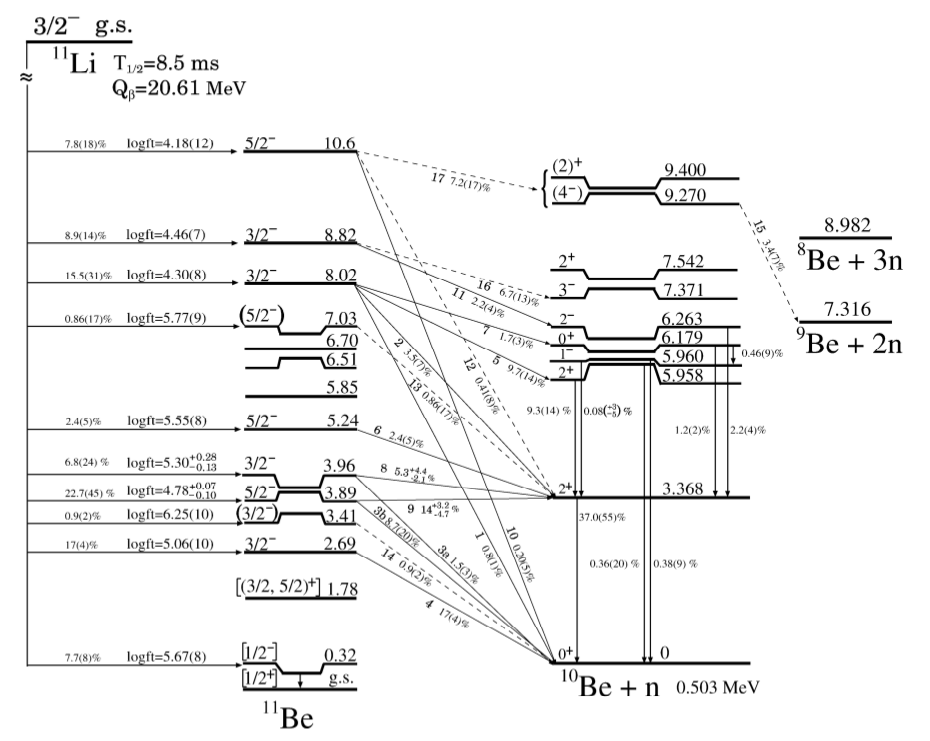 3/2⁻ g.s.
¹¹Li T₁/₂=8.5 ms
Qᵦ=20.61 MeV
≈
7.8(18)% logft=4.18(12) 5/2⁻ 10.6
8.9(14)% logft=4.46(7) 3/2⁻ 8.82
15.5(31)% logft=4.30(8) 3/2⁻ 8.02
0.86(17)% logft=5.77(9) (5/2⁻) 7.03
6.70
6.51
5.85
2.4(5)% logft=5.55(8) 5/2⁻ 5.24
6.8(24) % logft=5.30+0.28−0.13 3/2⁻ 3.96
22.7(45) % logft=4.78+0.07−0.10 5/2⁻ 3.89
0.9(2)% logft=6.25(10) (3/2⁻) 3.41
17(4)% logft=5.06(10) 3/2⁻ 2.69
[(3/2, 5/2)⁺] 1.78
7.7(8)% logft=5.67(8) [1/2⁻] 0.32
[1/2⁺] g.s.
¹¹Be
17 7.2(17)%
16 6.7(13)%
11 2.2(4)%
7 1.7(3)%
5 9.7(14)%
2 3.5(7)%
12 0.41(8)%
13 0.86(17)%
6 2.4(5)%
8 5.3+4.4−2.1%
9 14+3.2−4.7%
3b 8.7(20)%
3a 1.5(3)%
1 0.8(1)%
10 0.20(5)%
14 0.9(2)%
4 17(4)%
{ (2)⁺ 9.400
(4⁻) 9.270
2⁺ 7.542
3⁻ 7.371
2⁻ 6.263
0⁺ 6.179
1⁻ 5.960
2⁺ 5.958
0.46(9)%
9.3(14) %
1.2(2)%
2.2(4)%
2⁺ 3.368
37.0(55)%
0.36(20) %
0.38(9) %
0⁺ 0
¹⁰Be + n 0.503 MeV
15 3.4(7)%
8.982
⁸Be + 3n
7.316
⁹Be + 2n